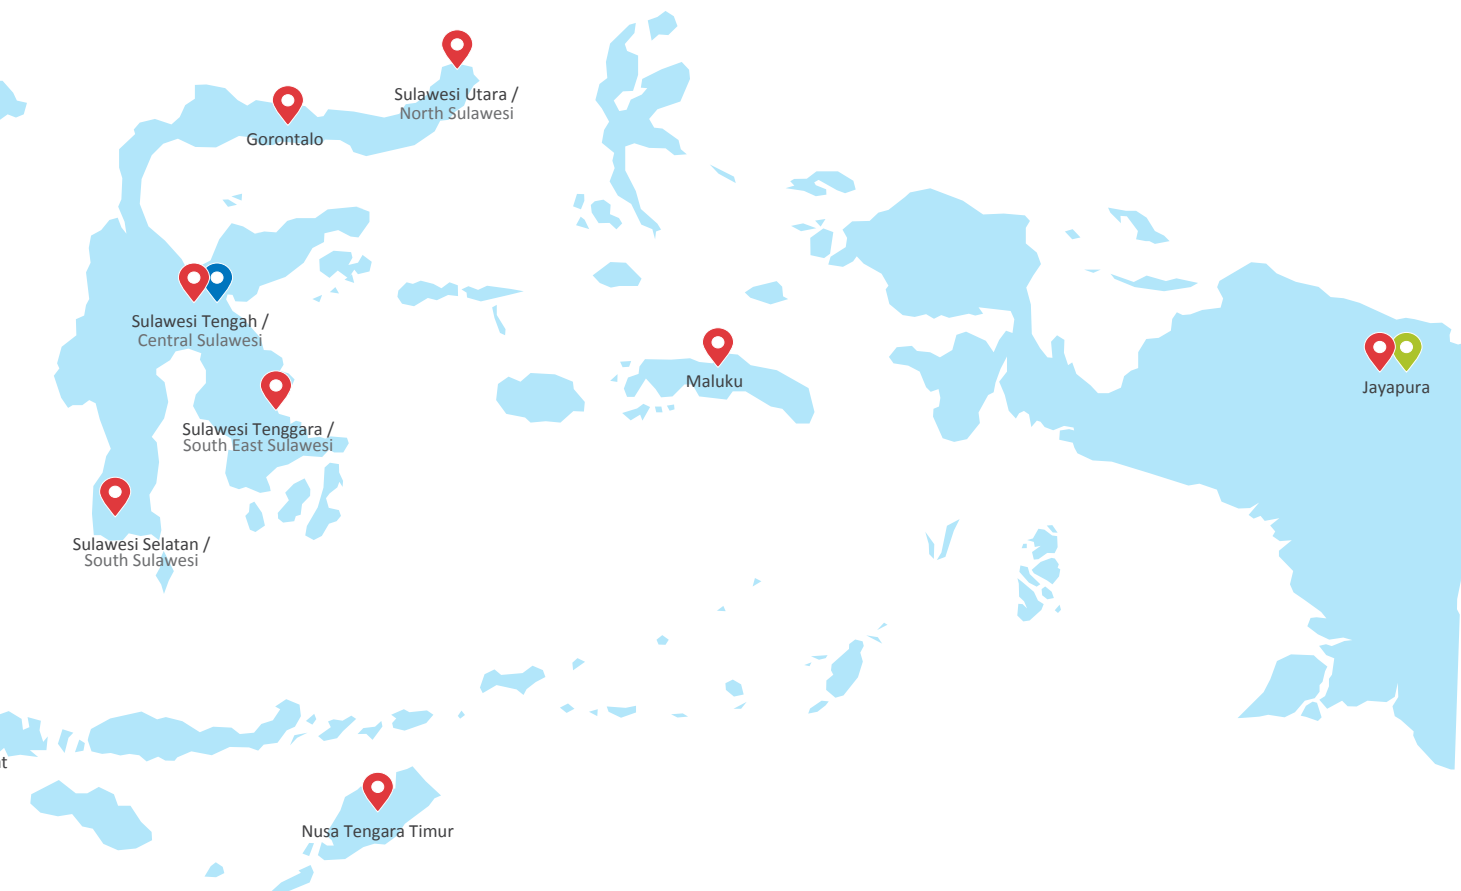 Sulawesi Utara /
North Sulawesi
Gorontalo
Sulawesi Tengah /
Central Sulawesi
Maluku
Jayapura
Sulawesi Tenggara /
South East Sulawesi
Sulawesi Selatan /
South Sulawesi
at
Nusa Tengara Timur